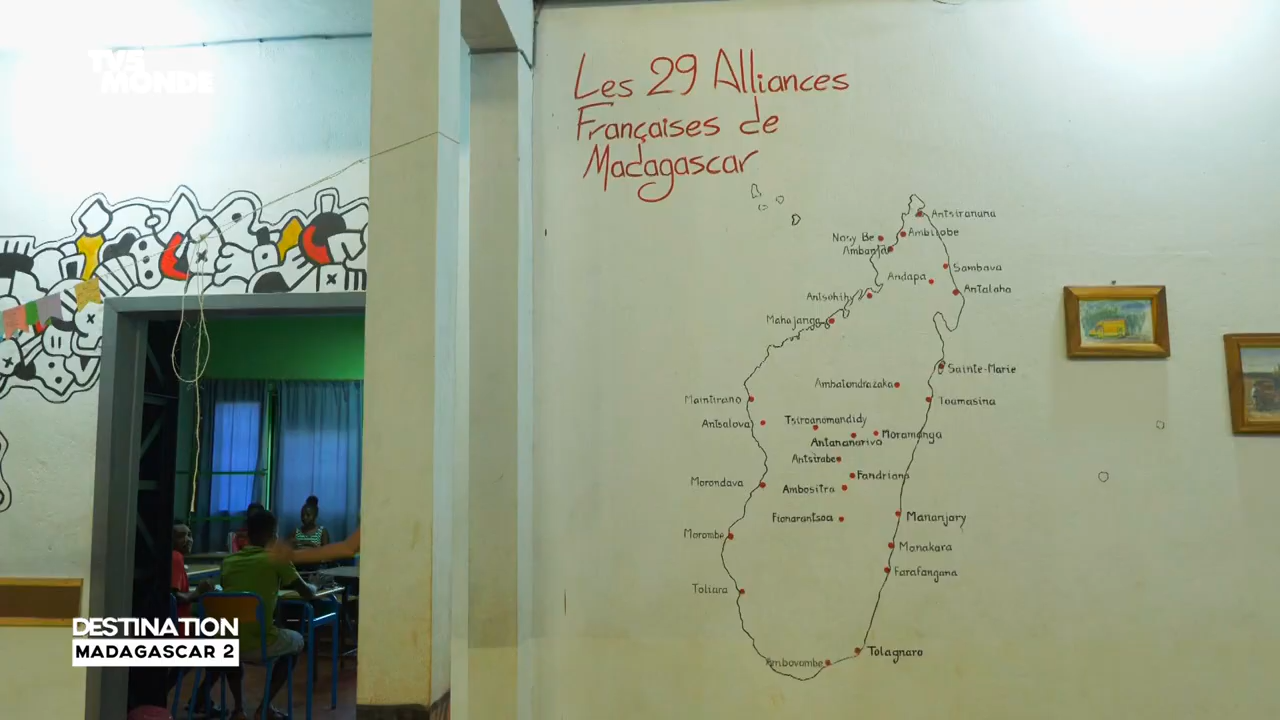 TV5
MONDE
Les 29 Alliances
Françaises de
Madagascar
Antsiranana
Nosy Be
Ambilobe
Ambanja
Sambava
Andapa
Antalaha
Antsohihy
Mahajanga
Sainte-Marie
Ambatondrazaka
Maintirano
Toamasina
Antsalova
Tsiroanomandidy
Moramanga
Antananarivo
Antsirabe
Fandriana
Morondava
Ambositra
Fianarantsoa
Mananjary
Morombe
Manakara
Farafangana
Toliara
Tolagnaro
Ambovombe
DESTINATION
MADAGASCAR 2